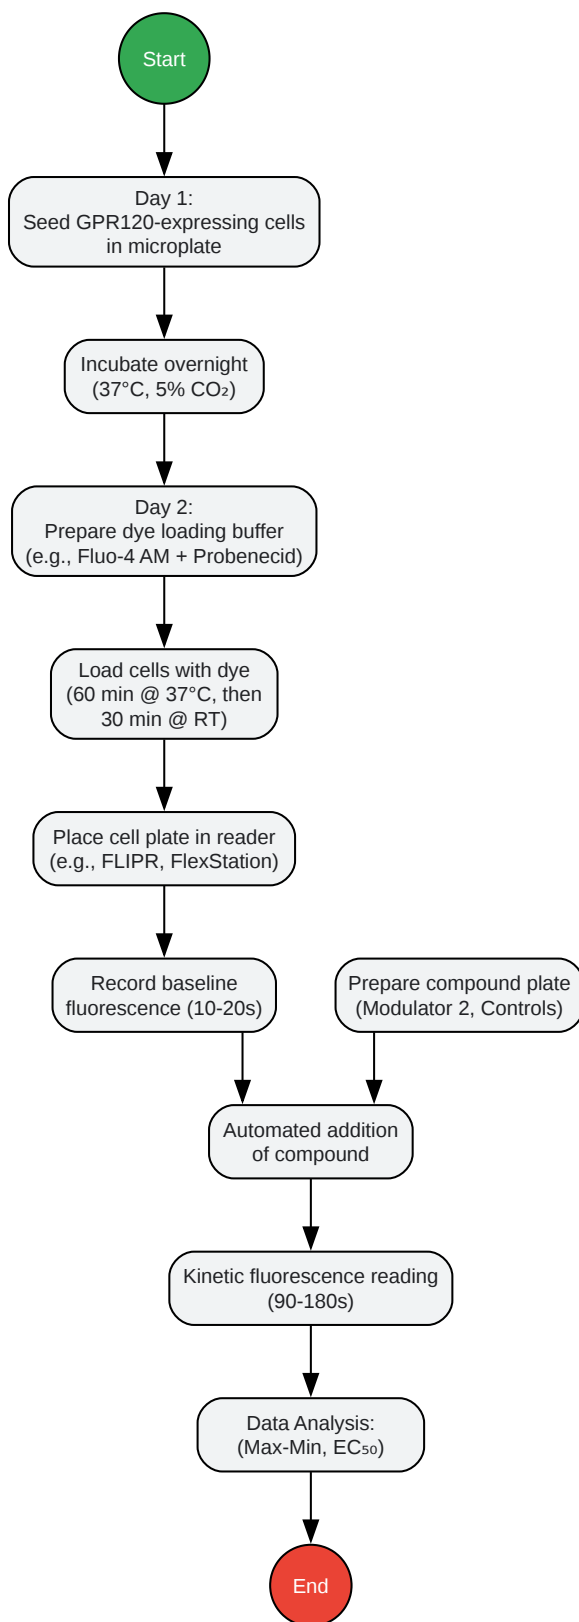 Start
Day 1:
Seed GPR120-expressing cells
in microplate
Incubate overnight
(37°C, 5% CO₂)
Day 2:
Prepare dye loading buffer
(e.g., Fluo-4 AM + Probenecid)
Load cells with dye
(60 min @ 37°C, then
30 min @ RT)
Place cell plate in reader
(e.g., FLIPR, FlexStation)
Record baseline
fluorescence (10-20s)
Prepare compound plate
(Modulator 2, Controls)
Automated addition
of compound
Kinetic fluorescence reading
(90-180s)
Data Analysis:
(Max-Min, EC₅₀)
End